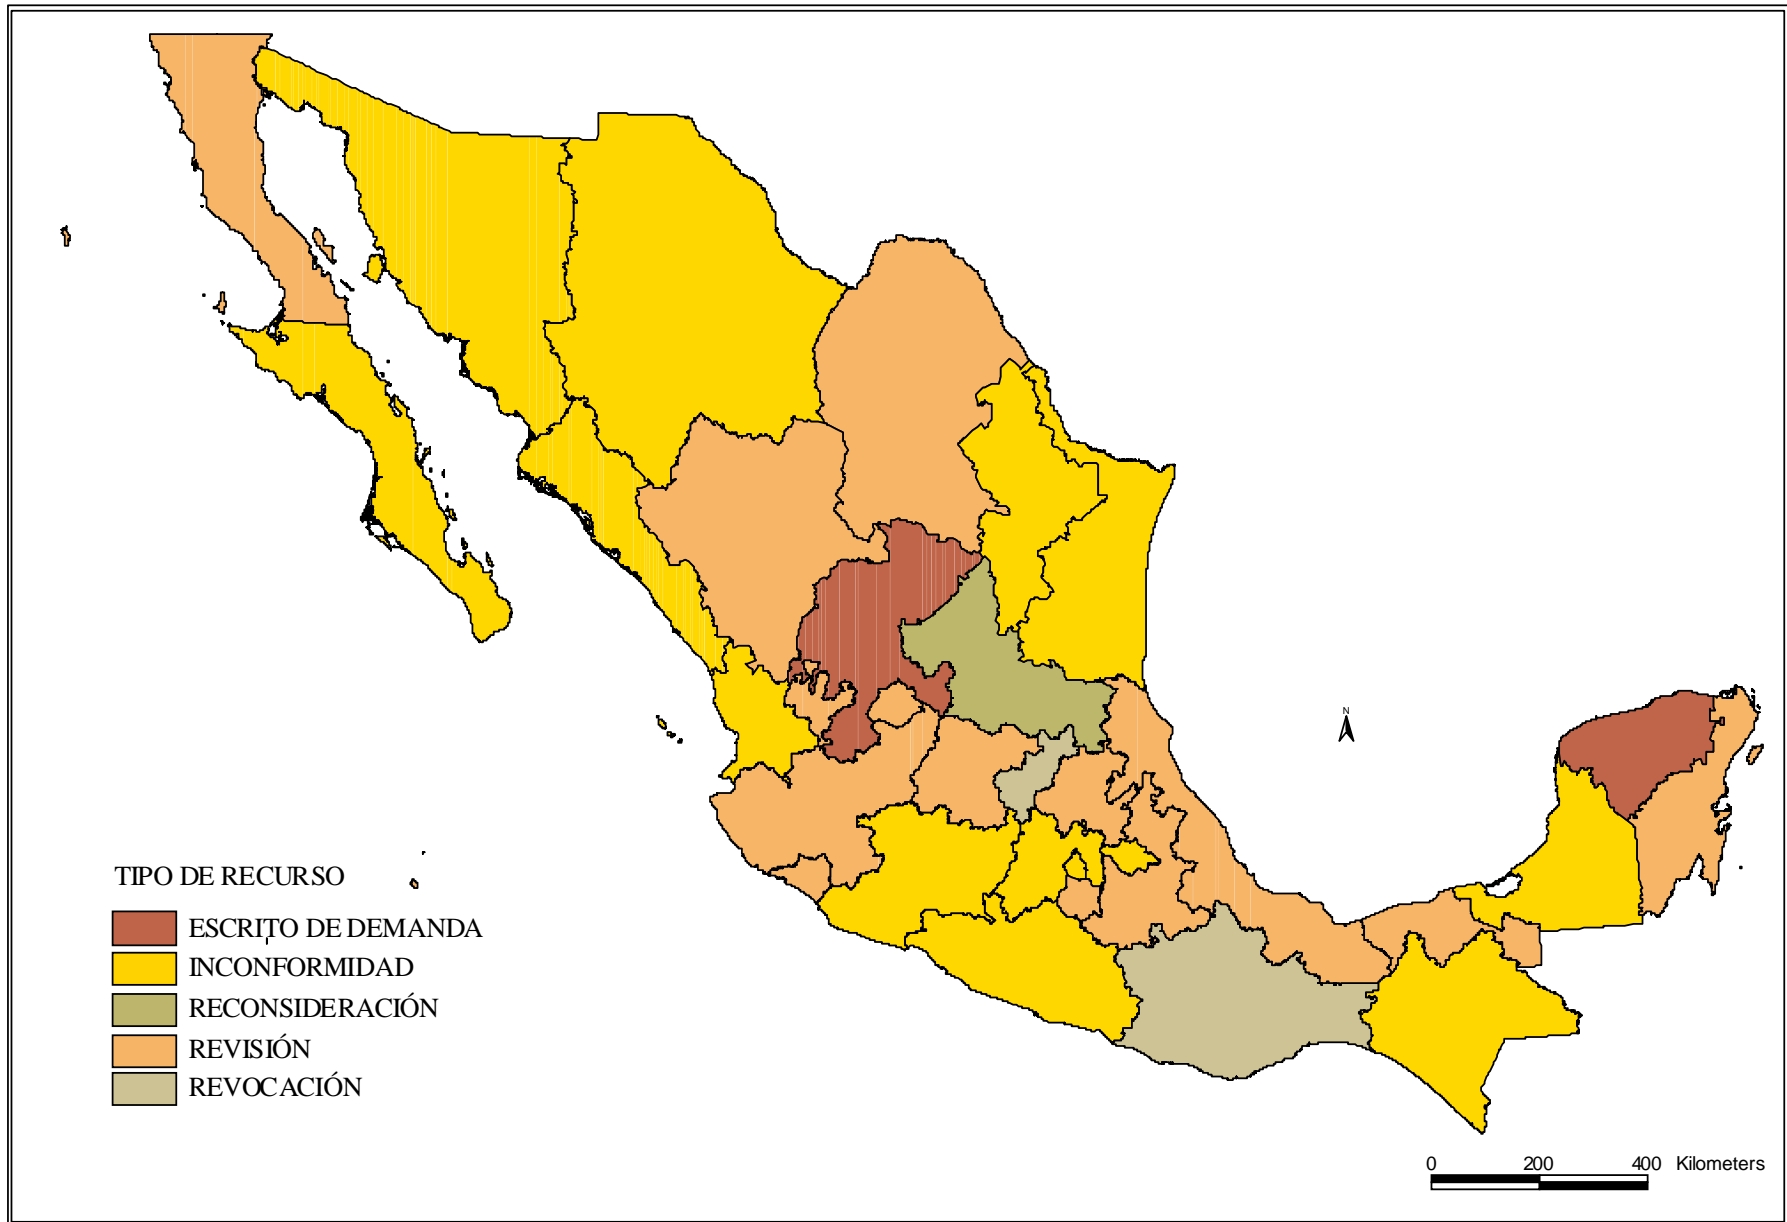 N
TIPO DE RECURSO
ESCRITO DE DEMANDA
INCONFORMIDAD
RECONSIDERACIÓN
REVISIÓN
REVOCACIÓN
0 200 400 Kilometers